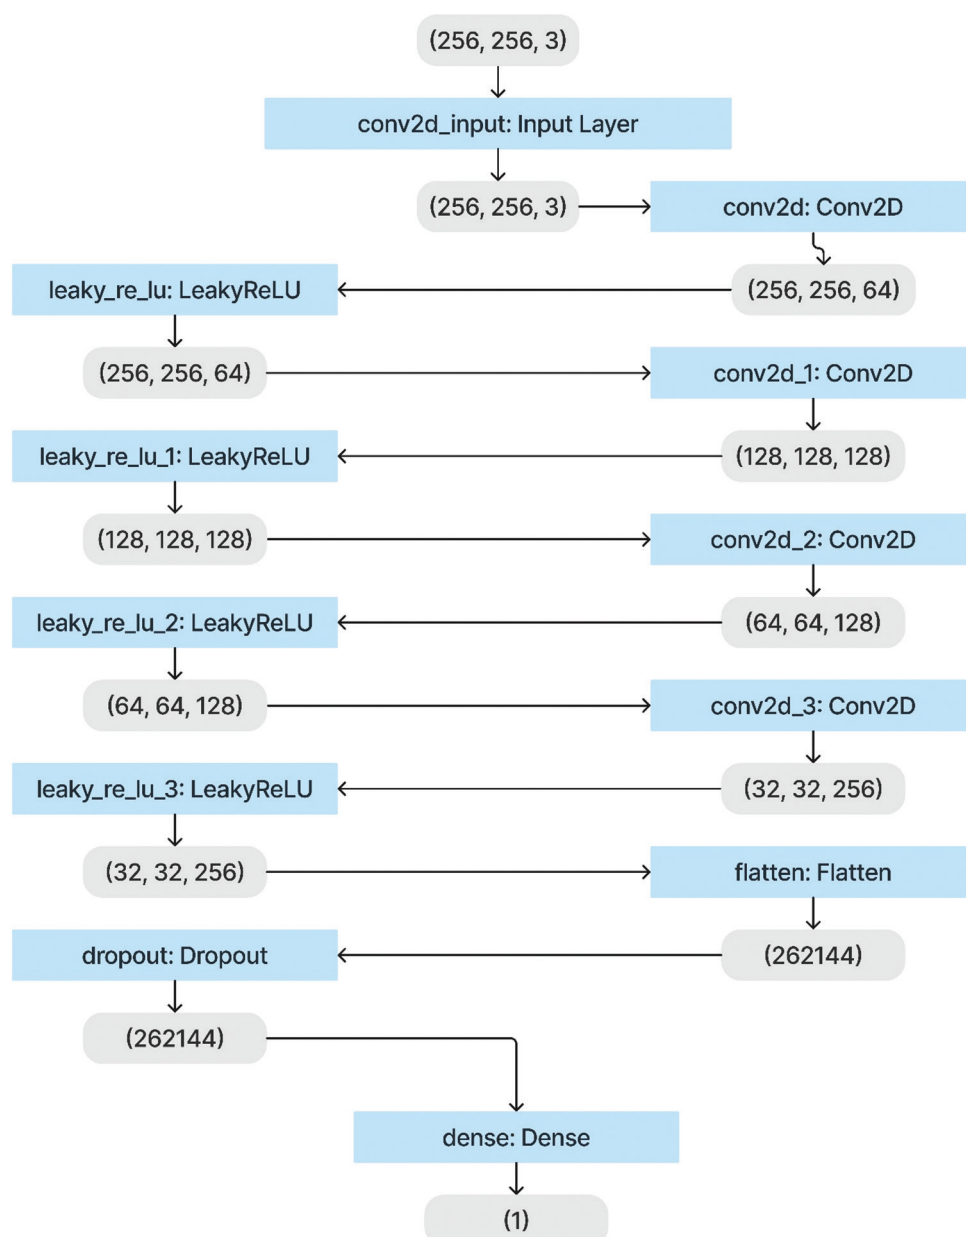 (256, 256, 3)
conv2d_input: Input Layer
(256, 256, 3)
conv2d: Conv2D
(256, 256, 64)
leaky_re_lu: LeakyReLU
(256, 256, 64)
conv2d_1: Conv2D
(128, 128, 128)
leaky_re_lu_1: LeakyReLU
(128, 128, 128)
conv2d_2: Conv2D
(64, 64, 128)
leaky_re_lu_2: LeakyReLU
(64, 64, 128)
conv2d_3: Conv2D
(32, 32, 256)
leaky_re_lu_3: LeakyReLU
(32, 32, 256)
flatten: Flatten
(262144)
dropout: Dropout
(262144)
dense: Dense
(1)